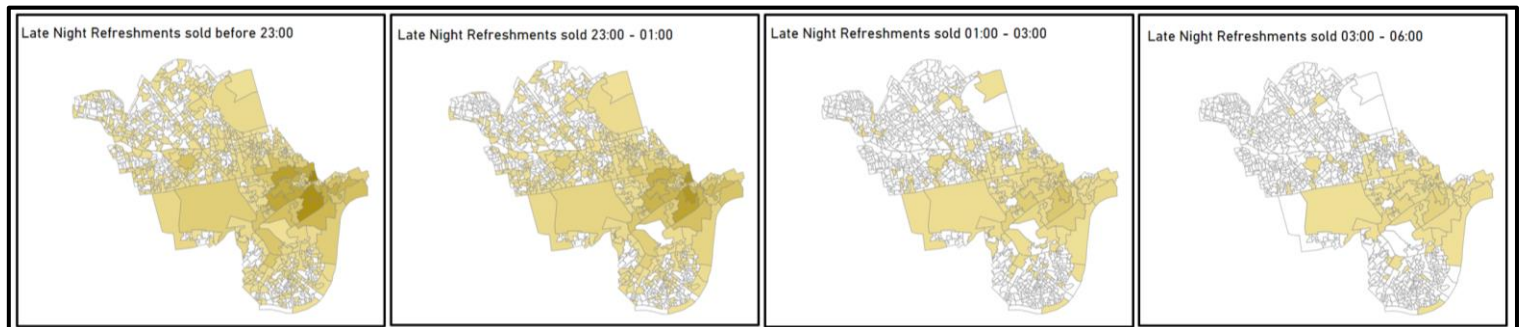 Late Night Refreshments sold before 23:00
Late Night Refreshments sold 23:00 - 01:00
Late Night Refreshments sold 01:00 - 03:00
Late Night Refreshments sold 03:00 - 06:00